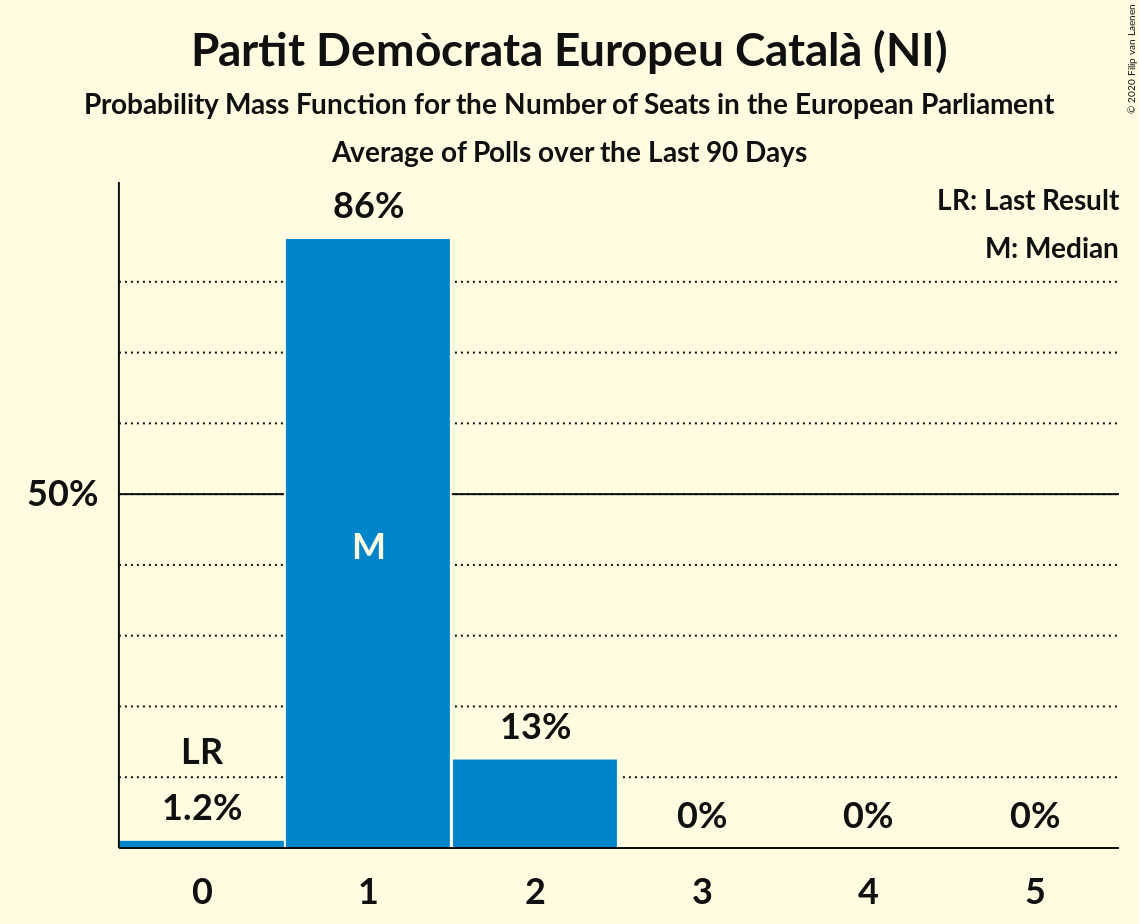 Partit Demòcrata Europeu Català (NI)
Probability Mass Function for the Number of Seats in the European Parliament
Average of Polls over the Last 90 Days
© 2020 Filip van Laenen
LR: Last Result
M: Median
86%
50%
M
13%
LR
1.2%
0%
0%
0%
0
1
2
3
4
5